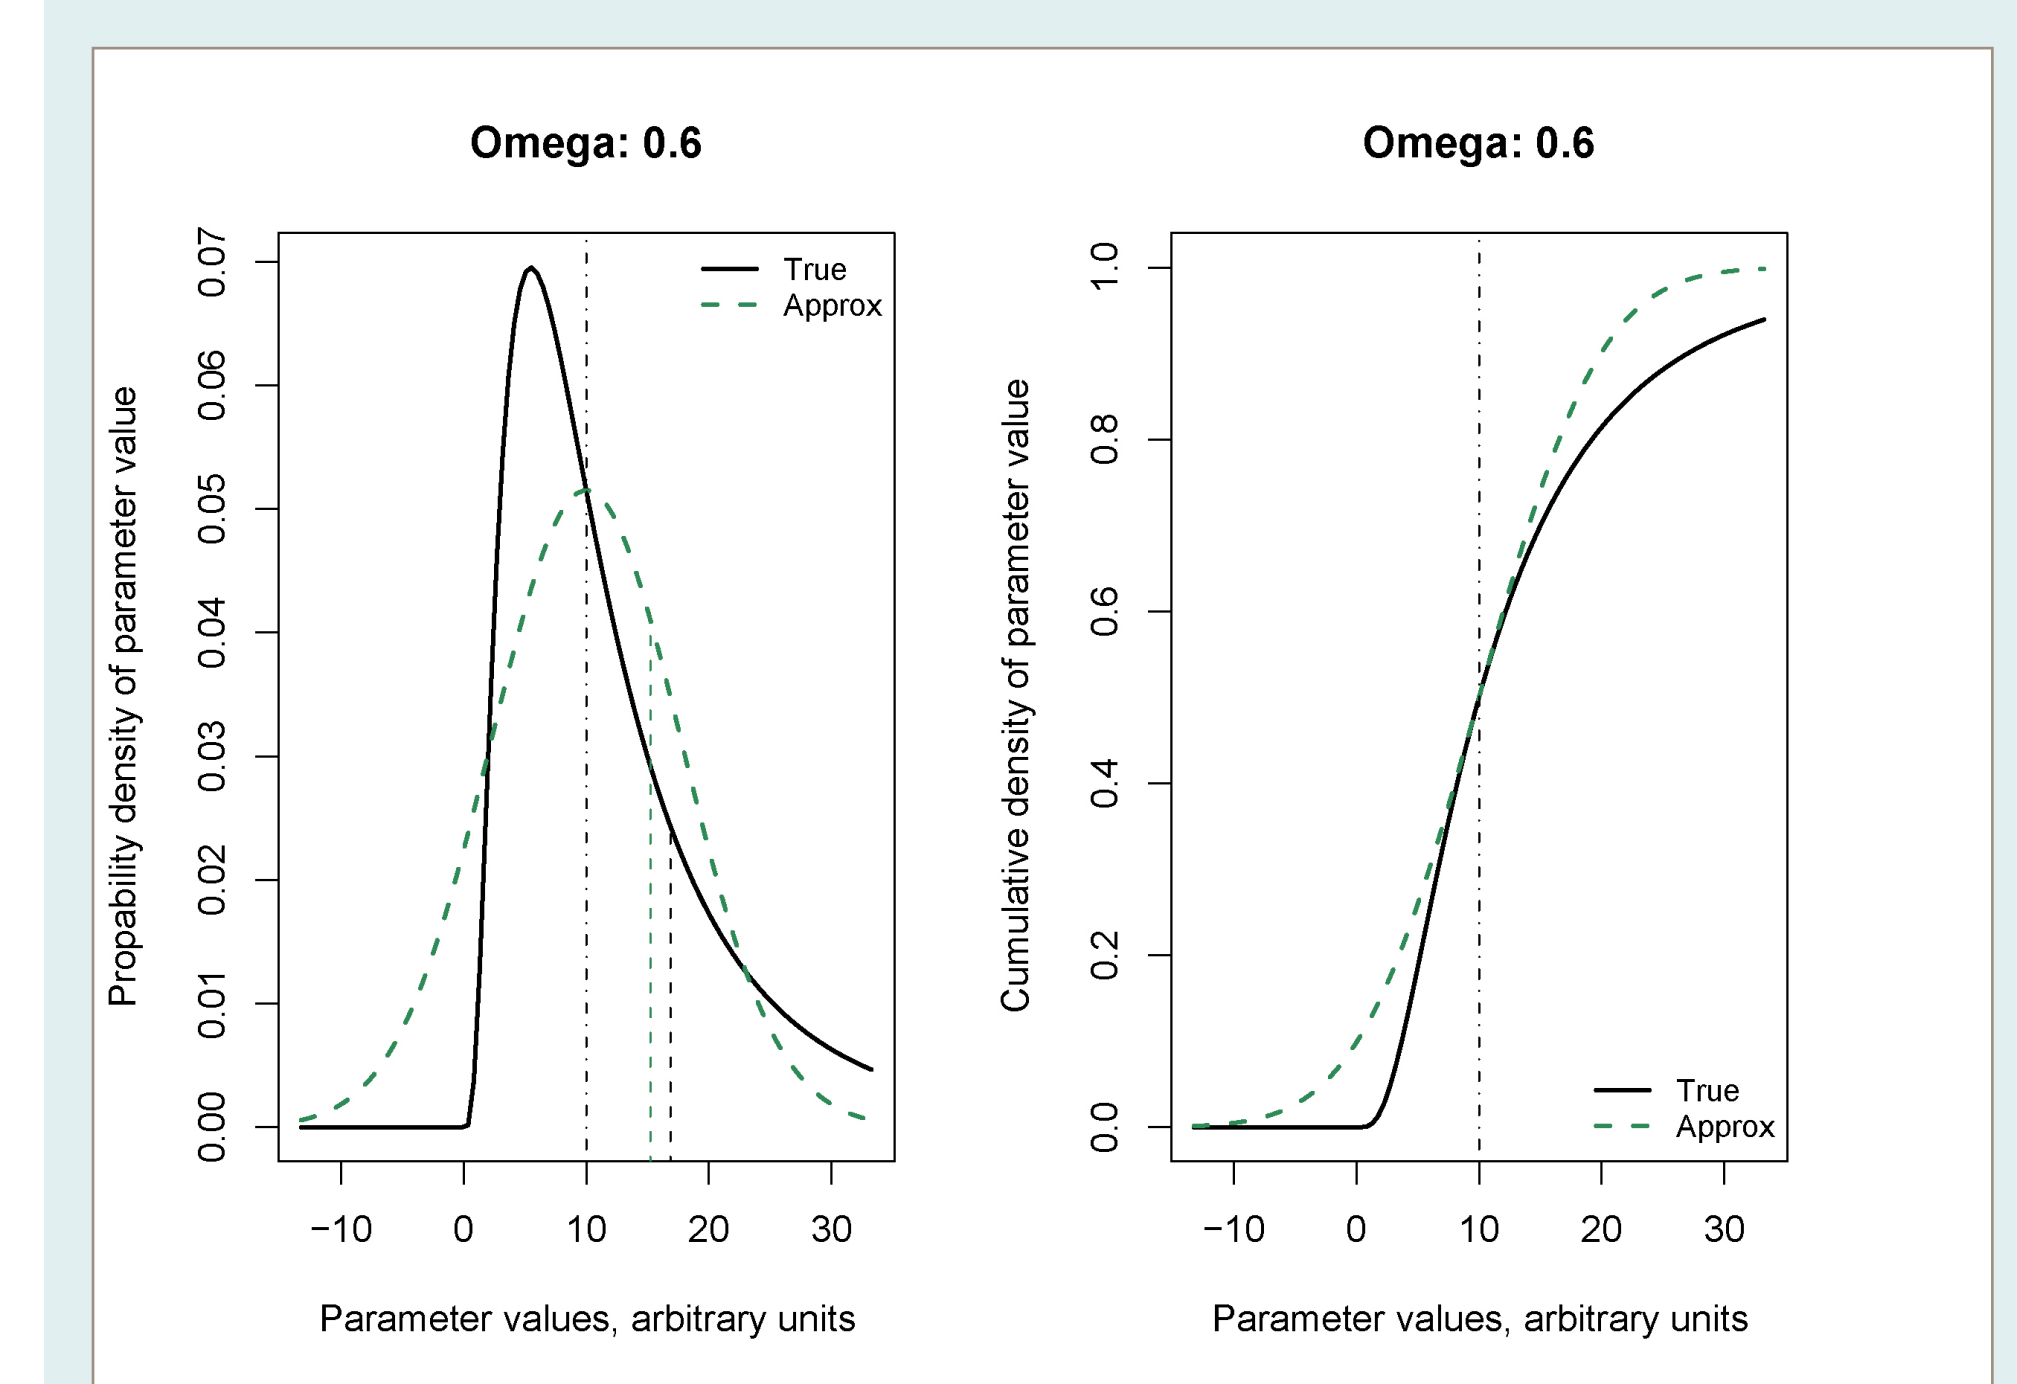 Omega: 0.6
Propability density of parameter value
0.07
0.06
0.05
0.04
0.03
0.02
0.01
0.00
True
Approx
−10 0 10 20 30
Parameter values, arbitrary units
Omega: 0.6
Cumulative density of parameter value
1.0
0.8
0.6
0.4
0.2
0.0
True
Approx
−10 0 10 20 30
Parameter values, arbitrary units